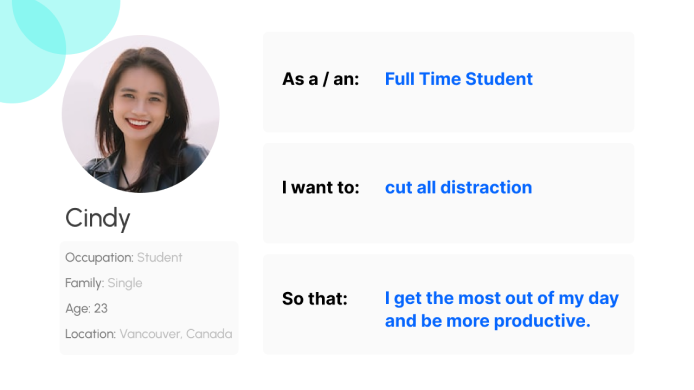 Cindy
Occupation: Student
Family: Single
Age: 23
Location: Vancouver, Canada
As a / an: Full Time Student
I want to: cut all distraction
So that: I get the most out of my day
and be more productive.